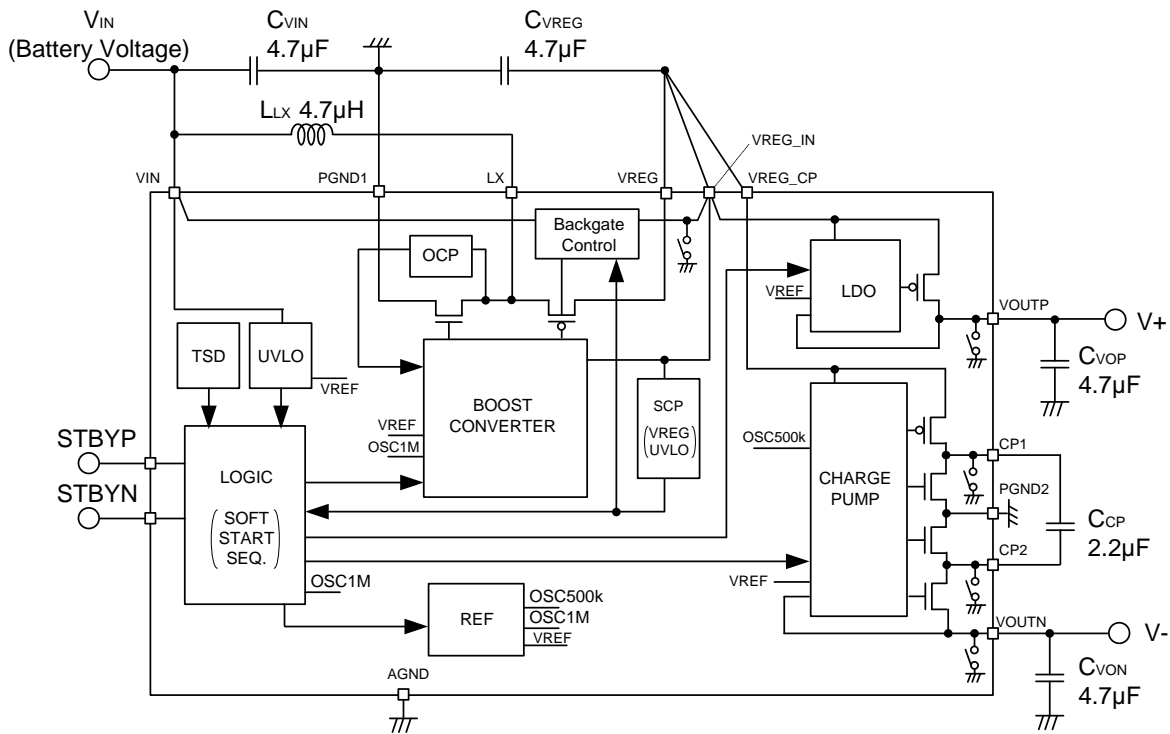 VIN
(Battery Voltage)
CVIN
4.7µF
CVREG
4.7µF
LLX 4.7µH
VREG_IN
VIN
PGND1
LX
VREG
VREG_CP
Backgate
Control
OCP
LDO
VREF
VOUTP
V+
CVOP
4.7µF
TSD
UVLO
VREF
BOOST
CONVERTER
VREF
OSC1M
SCP
(VREG
UVLO)
OSC500k
CHARGE
PUMP
VREF
CP1
PGND2
CP2
CCP
2.2µF
STBYP
STBYN
LOGIC
(SOFT
START
SEQ.)
OSC1M
REF
OSC500k
OSC1M
VREF
VOUTN
V-
CVON
4.7µF
AGND